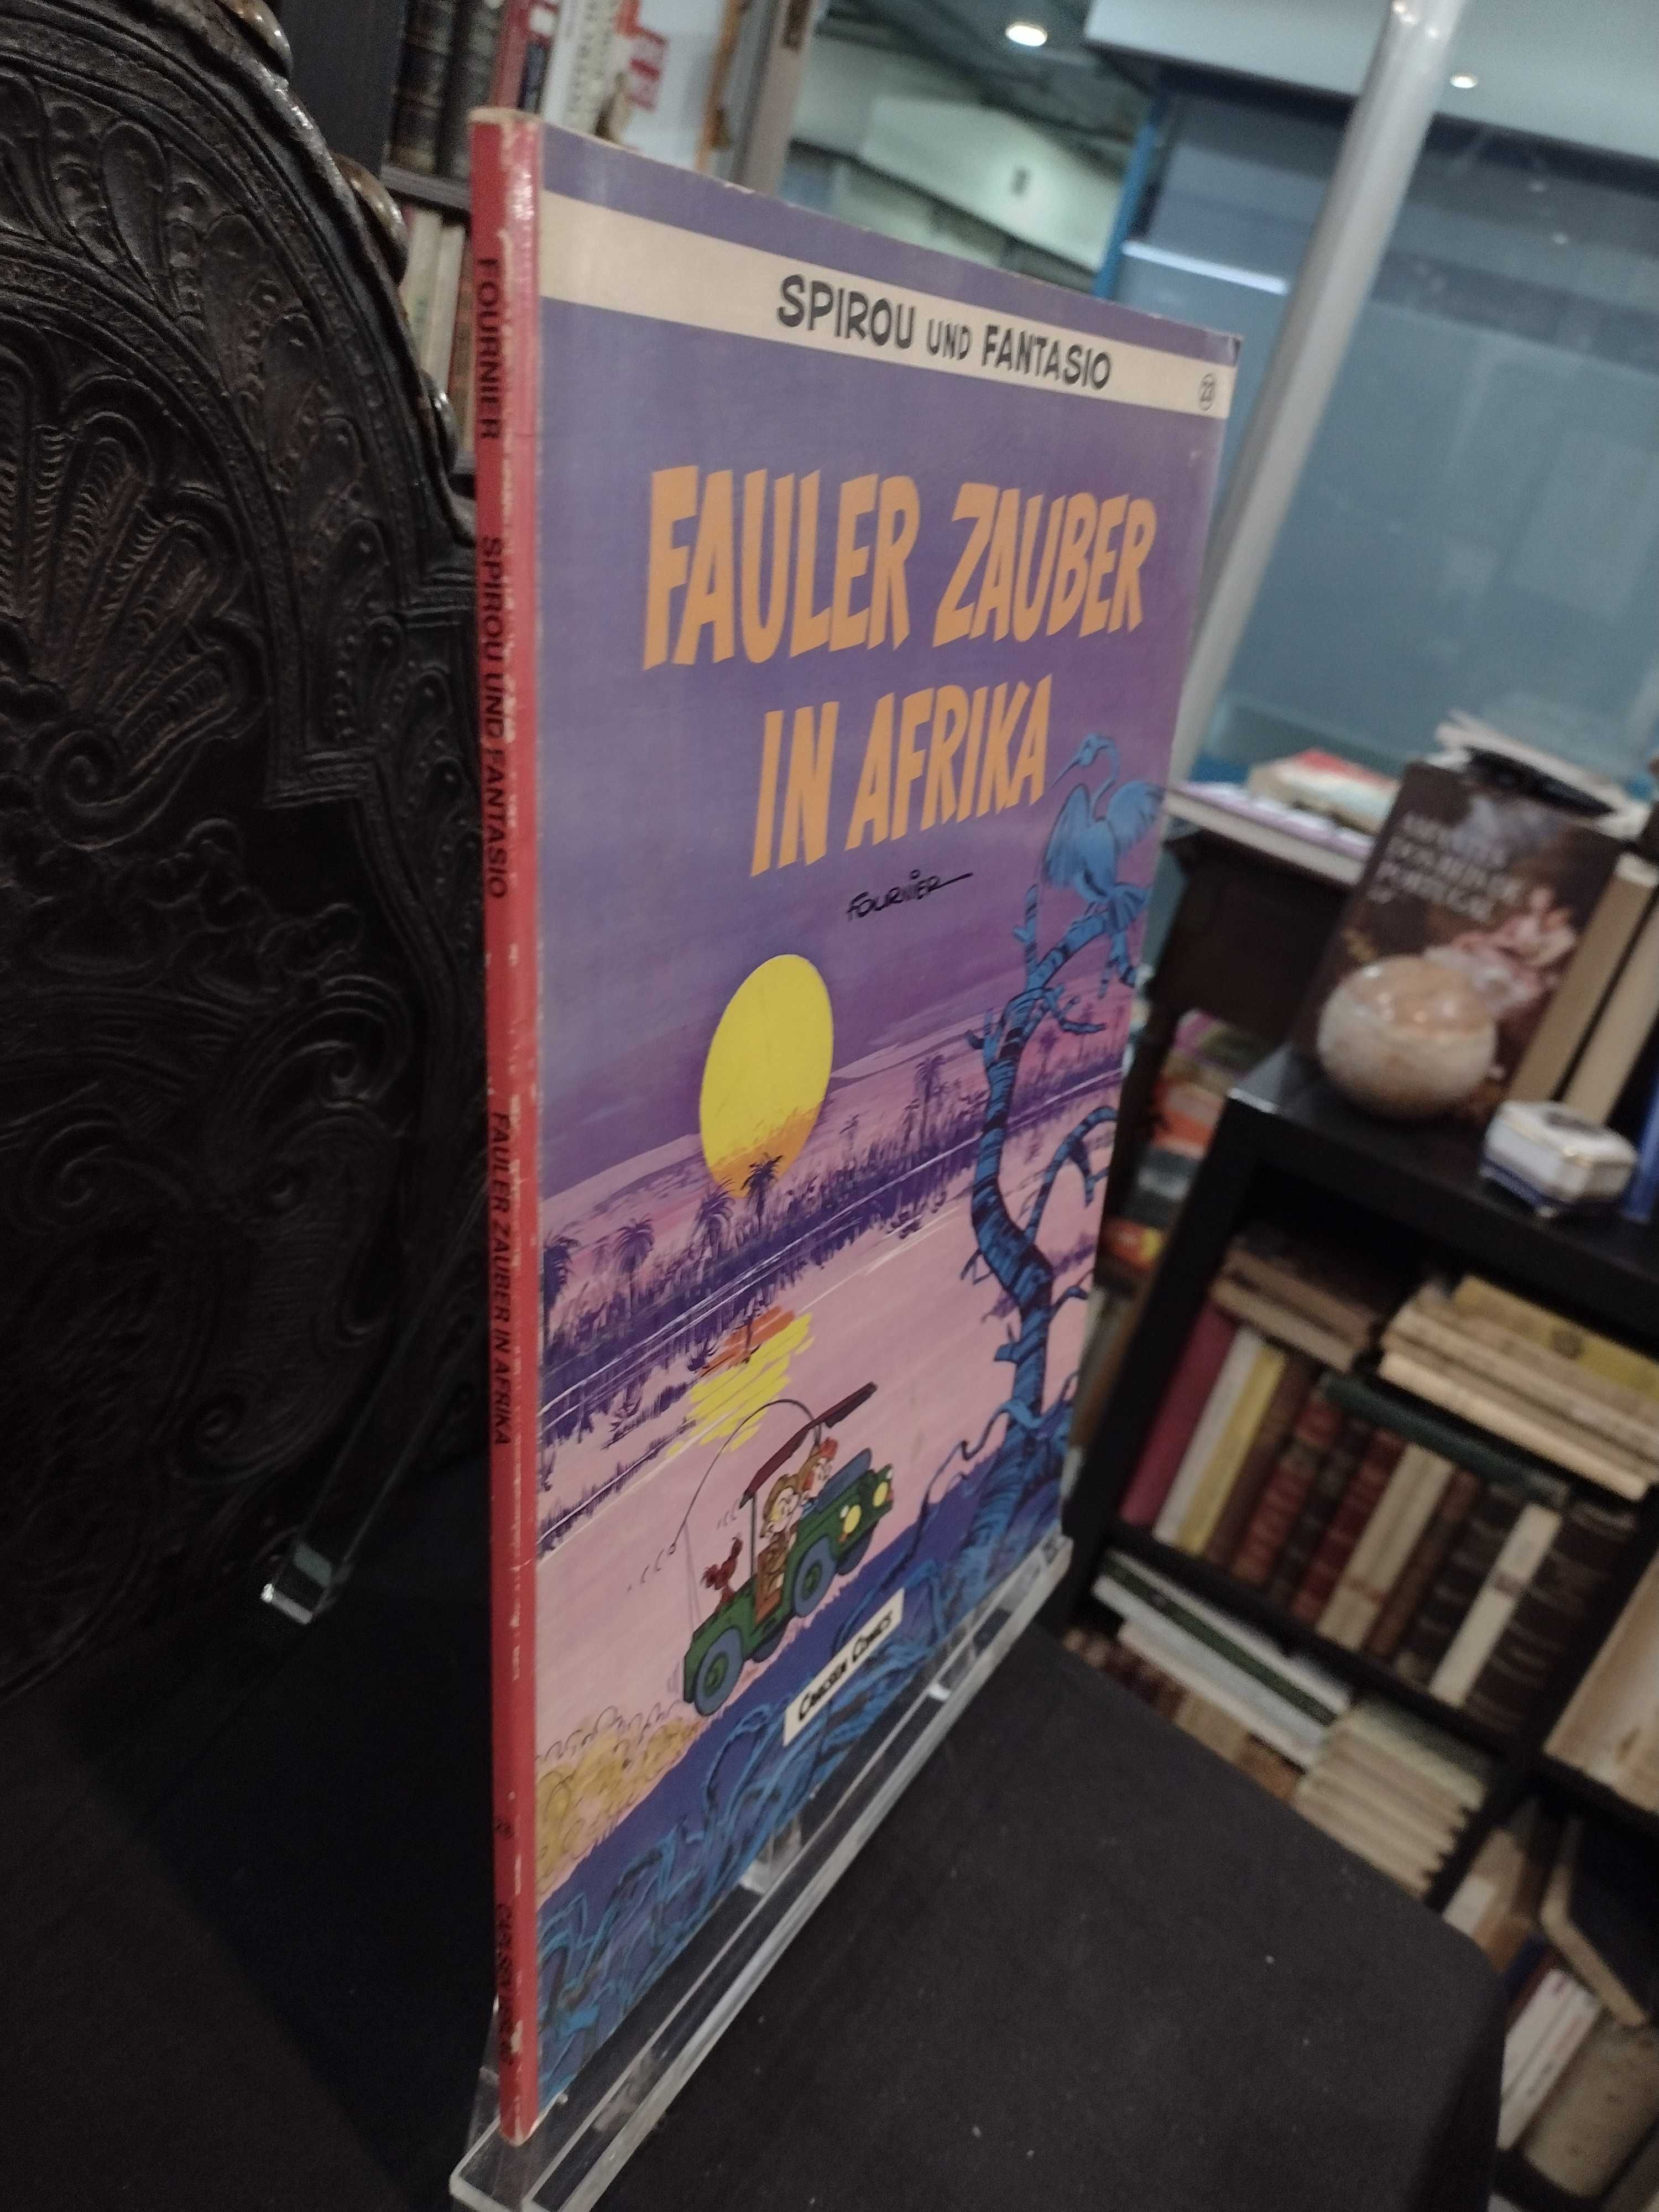 SPIROU UND FANTASIO
23
FAULER ZAUBER
IN AFRIKA
FOURNIER
CARLSEN COMICS
FOURNIER SPIROU UND FANTASIO FAULER ZAUBER IN AFRIKA
PORTUGAL